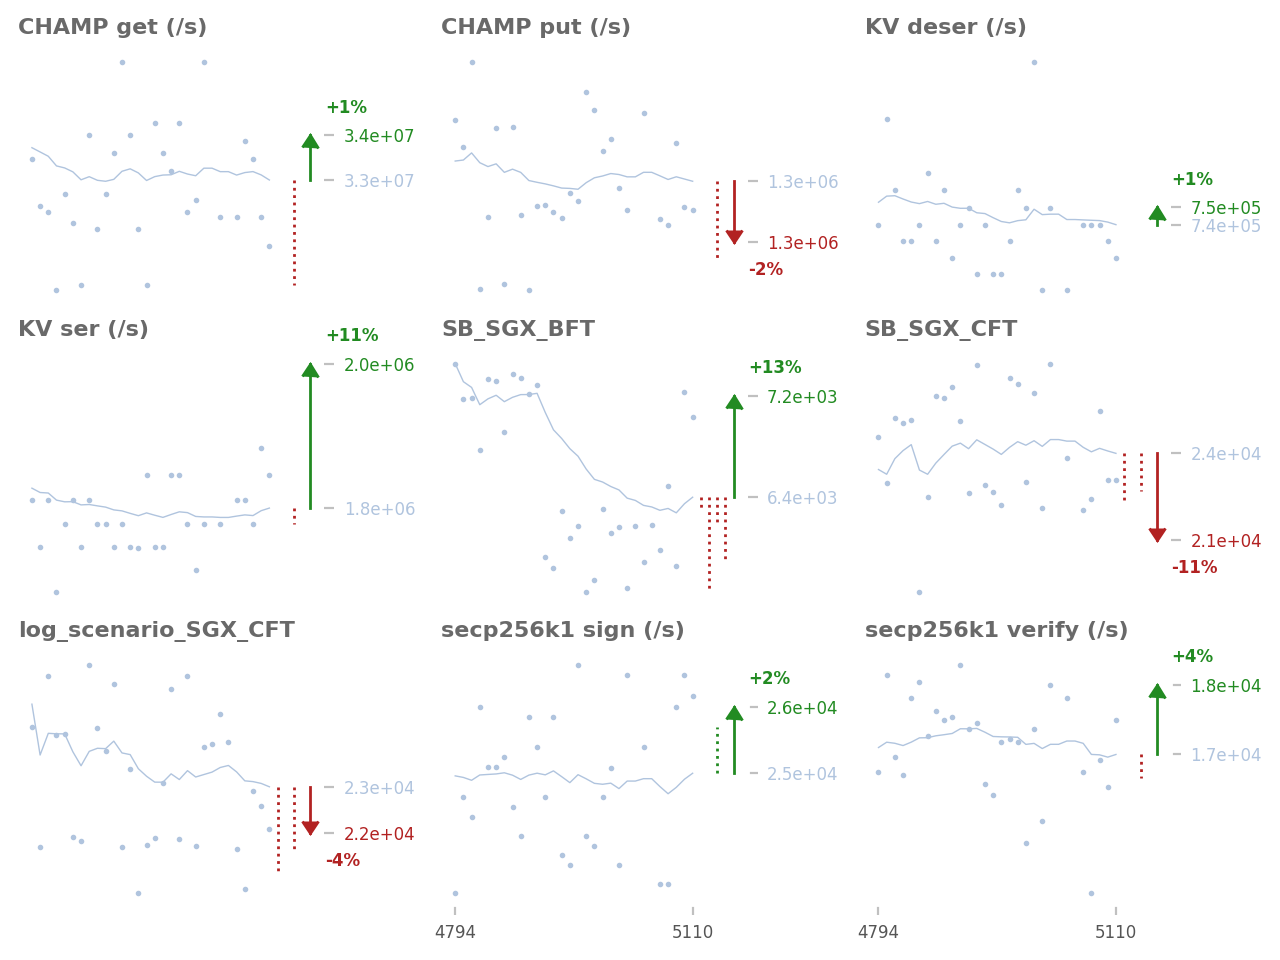 CHAMP get (/s)
+1%
3.4e+07
3.3e+07
CHAMP put (/s)
1.3e+06
1.3e+06
-2%
KV deser (/s)
+1%
7.5e+05
7.4e+05
KV ser (/s)
+11%
2.0e+06
1.8e+06
SB_SGX_BFT
+13%
7.2e+03
6.4e+03
SB_SGX_CFT
2.4e+04
2.1e+04
-11%
log_scenario_SGX_CFT
2.3e+04
2.2e+04
-4%
secp256k1 sign (/s)
+2%
2.6e+04
2.5e+04
4794
5110
secp256k1 verify (/s)
+4%
1.8e+04
1.7e+04
4794
5110